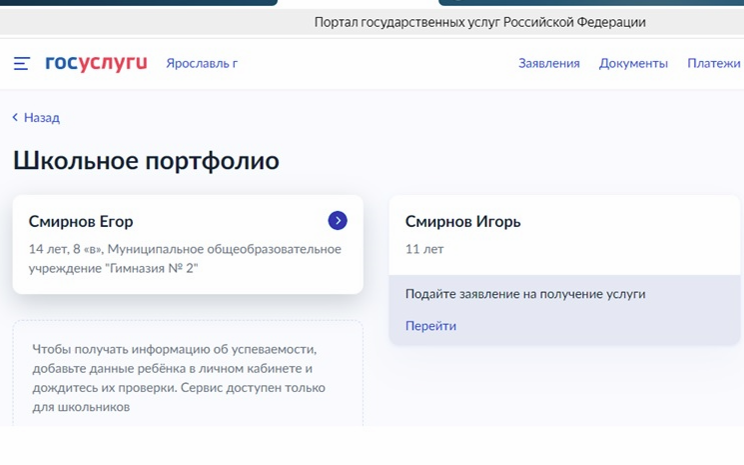 Портал государственных услуг Российской Федерации
госуслуги Ярославль г Заявления Документы Платежи
Назад
Школьное портфолио
Смирнов Егор
14 лет, 8 «в», Муниципальное общеобразовательное
учреждение "Гимназия № 2"
Смирнов Игорь
11 лет
Подайте заявление на получение услуги
Перейти
Чтобы получать информацию об успеваемости,
добавьте данные ребёнка в личном кабинете и
дождитесь их проверки. Сервис доступен только
для школьников